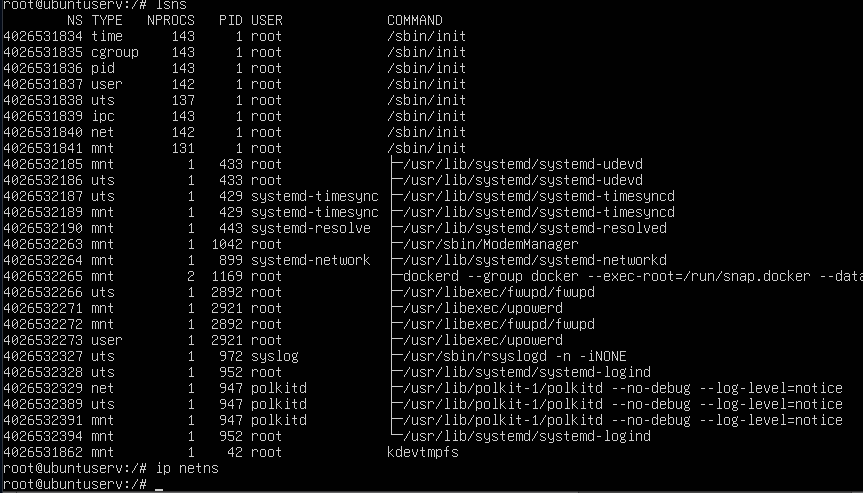 root@ubuntuserv:/# lsns
NS TYPE NPROCS PID USER COMMAND
4026531834 time 143 1 root /sbin/init
4026531835 cgroup 143 1 root /sbin/init
4026531836 pid 143 1 root /sbin/init
4026531837 user 142 1 root /sbin/init
4026531838 uts 137 1 root /sbin/init
4026531839 ipc 143 1 root /sbin/init
4026531840 net 142 1 root /sbin/init
4026531841 mnt 131 1 root /sbin/init
4026532185 mnt 1 433 root ├─/usr/lib/systemd/systemd-udevd
4026532186 uts 1 433 root ├─/usr/lib/systemd/systemd-udevd
4026532187 uts 1 429 systemd-timesync ├─/usr/lib/systemd/systemd-timesyncd
4026532189 mnt 1 429 systemd-timesync ├─/usr/lib/systemd/systemd-timesyncd
4026532190 mnt 1 443 systemd-resolve ├─/usr/lib/systemd/systemd-resolved
4026532263 mnt 1 1042 root ├─/usr/sbin/ModemManager
4026532264 mnt 1 899 systemd-network ├─/usr/lib/systemd/systemd-networkd
4026532265 mnt 2 1169 root ├─dockerd --group docker --exec-root=/run/snap.docker --data
4026532266 uts 1 2892 root ├─/usr/libexec/fwupd/fwupd
4026532271 mnt 1 2921 root ├─/usr/libexec/upowerd
4026532272 mnt 1 2892 root ├─/usr/libexec/fwupd/fwupd
4026532273 user 1 2921 root ├─/usr/libexec/upowerd
4026532327 uts 1 972 syslog ├─/usr/sbin/rsyslogd -n -iNONE
4026532328 uts 1 952 root ├─/usr/lib/systemd/systemd-logind
4026532329 net 1 947 polkitd ├─/usr/lib/polkit-1/polkitd --no-debug --log-level=notice
4026532389 uts 1 947 polkitd ├─/usr/lib/polkit-1/polkitd --no-debug --log-level=notice
4026532391 mnt 1 947 polkitd ├─/usr/lib/polkit-1/polkitd --no-debug --log-level=notice
4026532394 mnt 1 952 root └─/usr/lib/systemd/systemd-logind
4026531862 mnt 1 42 root kdevtmpfs
root@ubuntuserv:/# ip netns
root@ubuntuserv:/# _